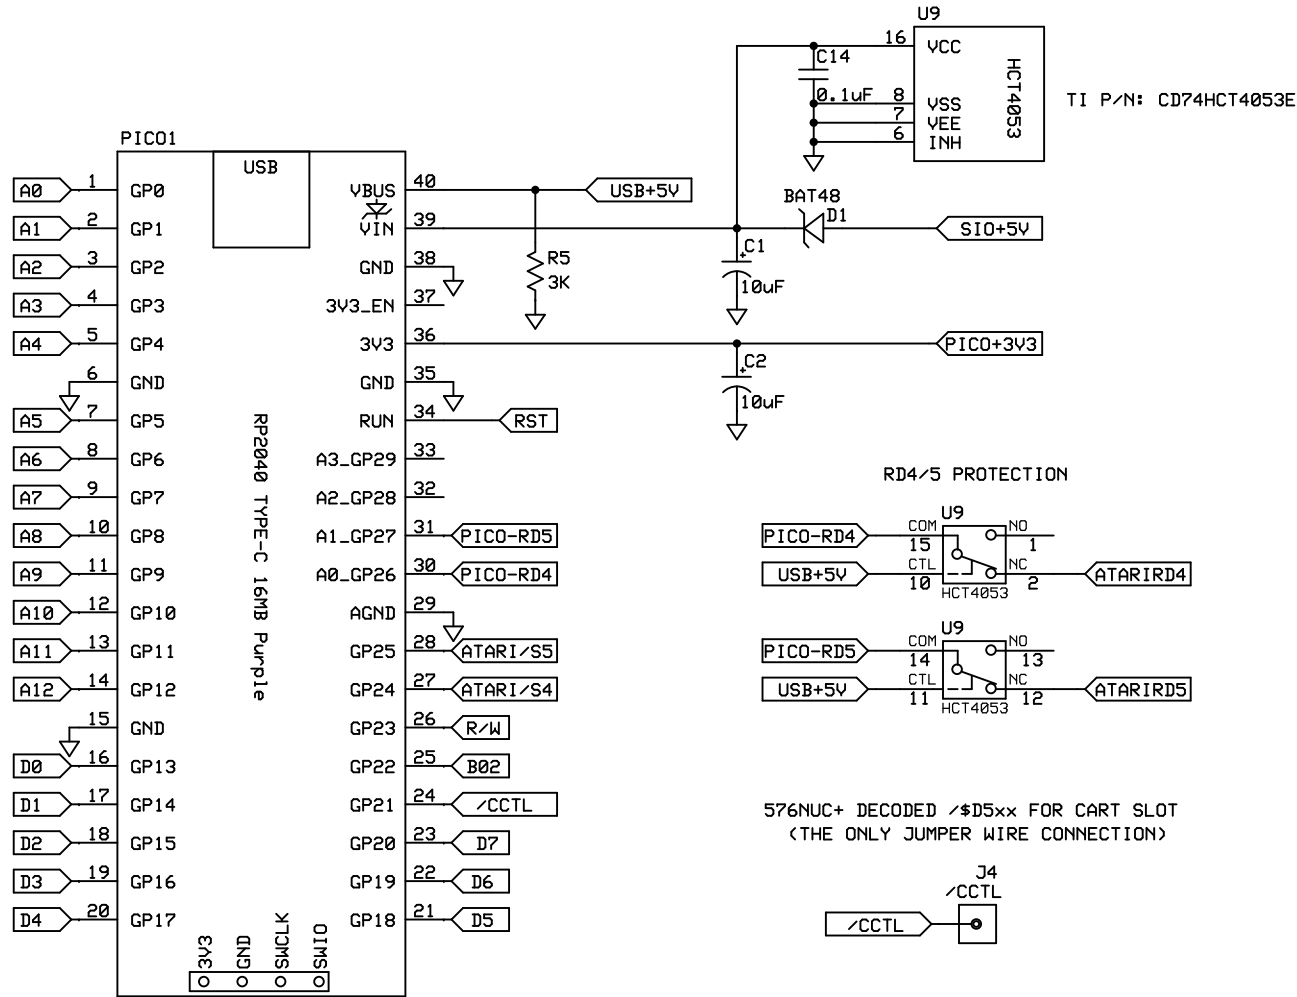 U9
16 VCC
C14
0.1uF
8 VSS
7 VEE
6 INH
HCT4053
TI P/N: CD74HCT4053E
PICO1
USB
RP2040 TYPE-C 16MB Purple
A0 1 GP0
A1 2 GP1
A2 3 GP2
A3 4 GP3
A4 5 GP4
6 GND
A5 7 GP5
A6 8 GP6
A7 9 GP7
A8 10 GP8
A9 11 GP9
A10 12 GP10
A11 13 GP11
A12 14 GP12
15 GND
D0 16 GP13
D1 17 GP14
D2 18 GP15
D3 19 GP16
D4 20 GP17
3V3
GND
SWCLK
SWIO
VBUS 40 USB+5V
VIN 39
GND 38
3V3_EN 37
3V3 36
GND 35
RUN 34 RST
A3_GP29 33
A2_GP28 32
A1_GP27 31 PICO-RD5
A0_GP26 30 PICO-RD4
AGND 29
GP25 28 ATARI/S5
GP24 27 ATARI/S4
GP23 26 R/W
GP22 25 B02
GP21 24 /CCTL
GP20 23 D7
GP19 22 D6
GP18 21 D5
R5
3K
BAT48
D1
SIO+5V
C1
10uF
PICO+3V3
C2
10uF
RD4/5 PROTECTION
U9
PICO-RD4 COM 15 NO 1
USB+5V CTL 10 NC 2 ATARIRD4
HCT4053
U9
PICO-RD5 COM 14 NO 13
USB+5V CTL 11 NC 12 ATARIRD5
HCT4053
576NUC+ DECODED /$D5xx FOR CART SLOT
(THE ONLY JUMPER WIRE CONNECTION)
J4
/CCTL
/CCTL